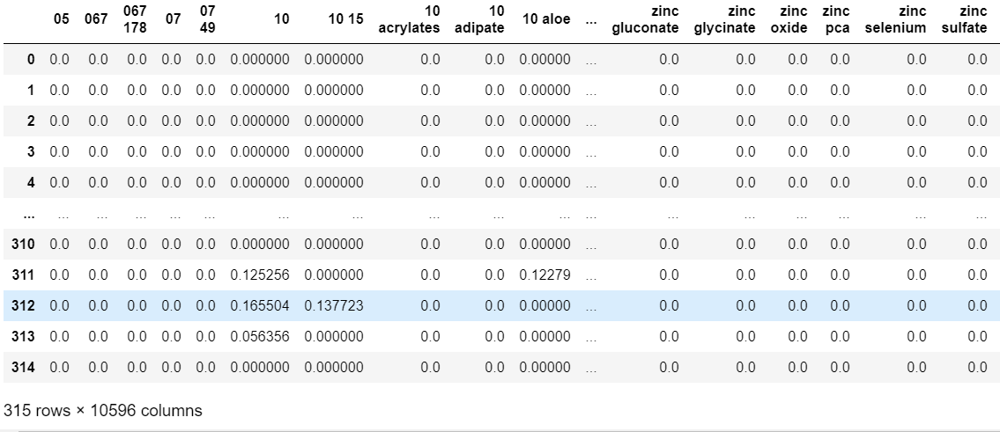 05 067 067 178 07 07 49 10 10 15 10 acrylates 10 adipate 10 aloe ... zinc gluconate zinc glycinate zinc oxide zinc pca zinc selenium zinc sulfate
0 0.0 0.0 0.0 0.0 0.0 0.000000 0.000000 0.0 0.0 0.00000 ... 0.0 0.0 0.0 0.0 0.0 0.0
1 0.0 0.0 0.0 0.0 0.0 0.000000 0.000000 0.0 0.0 0.00000 ... 0.0 0.0 0.0 0.0 0.0 0.0
2 0.0 0.0 0.0 0.0 0.0 0.000000 0.000000 0.0 0.0 0.00000 ... 0.0 0.0 0.0 0.0 0.0 0.0
3 0.0 0.0 0.0 0.0 0.0 0.000000 0.000000 0.0 0.0 0.00000 ... 0.0 0.0 0.0 0.0 0.0 0.0
4 0.0 0.0 0.0 0.0 0.0 0.000000 0.000000 0.0 0.0 0.00000 ... 0.0 0.0 0.0 0.0 0.0 0.0
... ... ... ... ... ... ... ... ... ... ... ... ... ... ... ... ... ...
310 0.0 0.0 0.0 0.0 0.0 0.000000 0.000000 0.0 0.0 0.00000 ... 0.0 0.0 0.0 0.0 0.0 0.0
311 0.0 0.0 0.0 0.0 0.0 0.125256 0.000000 0.0 0.0 0.12279 ... 0.0 0.0 0.0 0.0 0.0 0.0
312 0.0 0.0 0.0 0.0 0.0 0.165504 0.137723 0.0 0.0 0.00000 ... 0.0 0.0 0.0 0.0 0.0 0.0
313 0.0 0.0 0.0 0.0 0.0 0.056356 0.000000 0.0 0.0 0.00000 ... 0.0 0.0 0.0 0.0 0.0 0.0
314 0.0 0.0 0.0 0.0 0.0 0.000000 0.000000 0.0 0.0 0.00000 ... 0.0 0.0 0.0 0.0 0.0 0.0
315 rows × 10596 columns